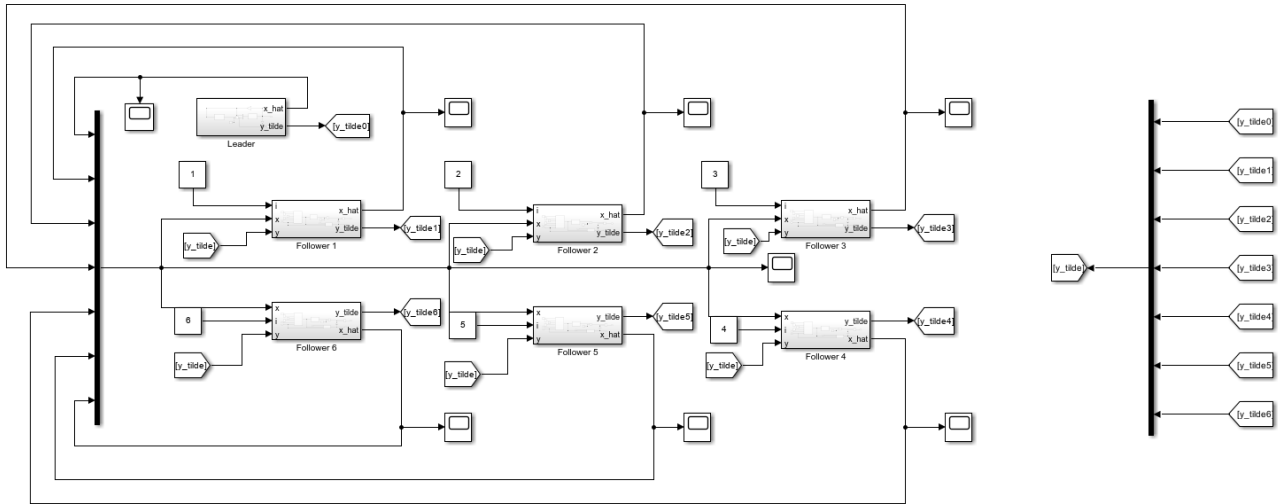 x_hat
y_tilde
Leader
[y_tilde0]
1
i
x
y
x_hat
y_tilde
Follower 1
[y_tilde1]
[y_tilde]
2
i
x
y
x_hat
y_tilde
Follower 2
[y_tilde2]
[y_tilde]
3
i
x
y
x_hat
y_tilde
Follower 3
[y_tilde3]
[y_tilde]
6
x
i
y
y_tilde
x_hat
Follower 6
[y_tilde6]
[y_tilde]
5
x
i
y
y_tilde
x_hat
Follower 5
[y_tilde5]
[y_tilde]
4
x
i
y
y_tilde
x_hat
Follower 4
[y_tilde4]
[y_tilde]
[y_tilde]
[y_tilde0]
[y_tilde1]
[y_tilde2]
[y_tilde3]
[y_tilde4]
[y_tilde5]
[y_tilde6]